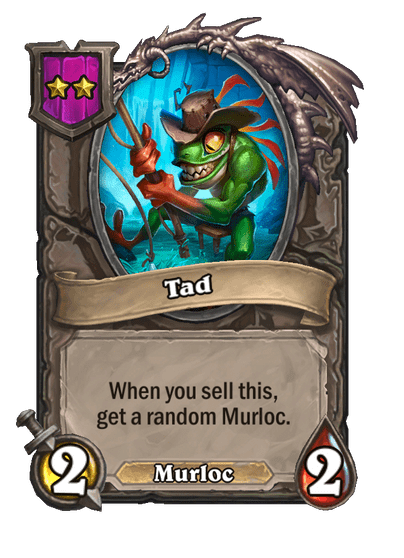 Tad
When you sell this,
get a random Murloc.
2
Murloc
2